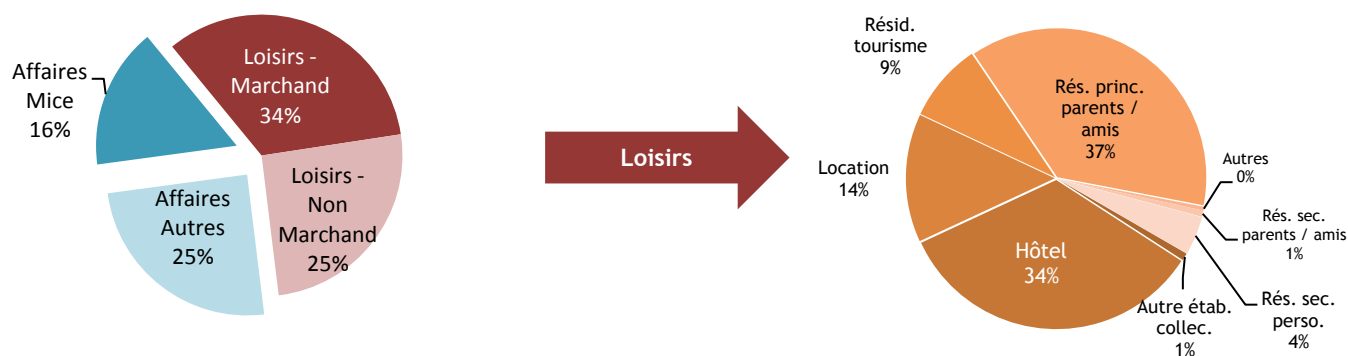 Affaires
Mice
16%
Loisirs -
Marchand
34%
Affaires
Autres
25%
Loisirs -
Non
Marchand
25%
Loisirs
Résid.
tourisme
9%
Rés. princ.
parents /
amis
37%
Location
14%
Autres
0%
Rés. sec.
parents / amis
1%
Hôtel
34%
Autre étab.
collec.
1%
Rés. sec.
perso.
4%